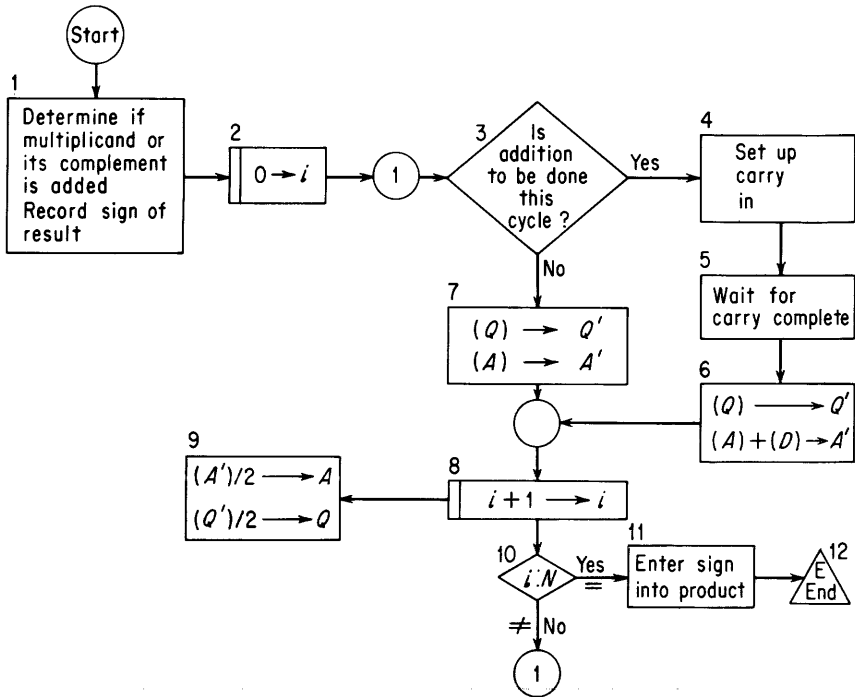 Start
1
Determine if
multiplicand or
its complement
is added
Record sign of
result
2
0 → i
1
3
Is
addition
to be done
this
cycle ?
Yes
No
4
Set up
carry
in
5
Wait for
carry complete
6
(Q) → Q′
(A)+(D)→A′
7
(Q) → Q′
(A) → A′
8
i + 1 → i
9
(A′)/2 → A
(Q′)/2 → Q
10
i:N
Yes
=
≠ No
1
11
Enter sign
into product
12
E
End